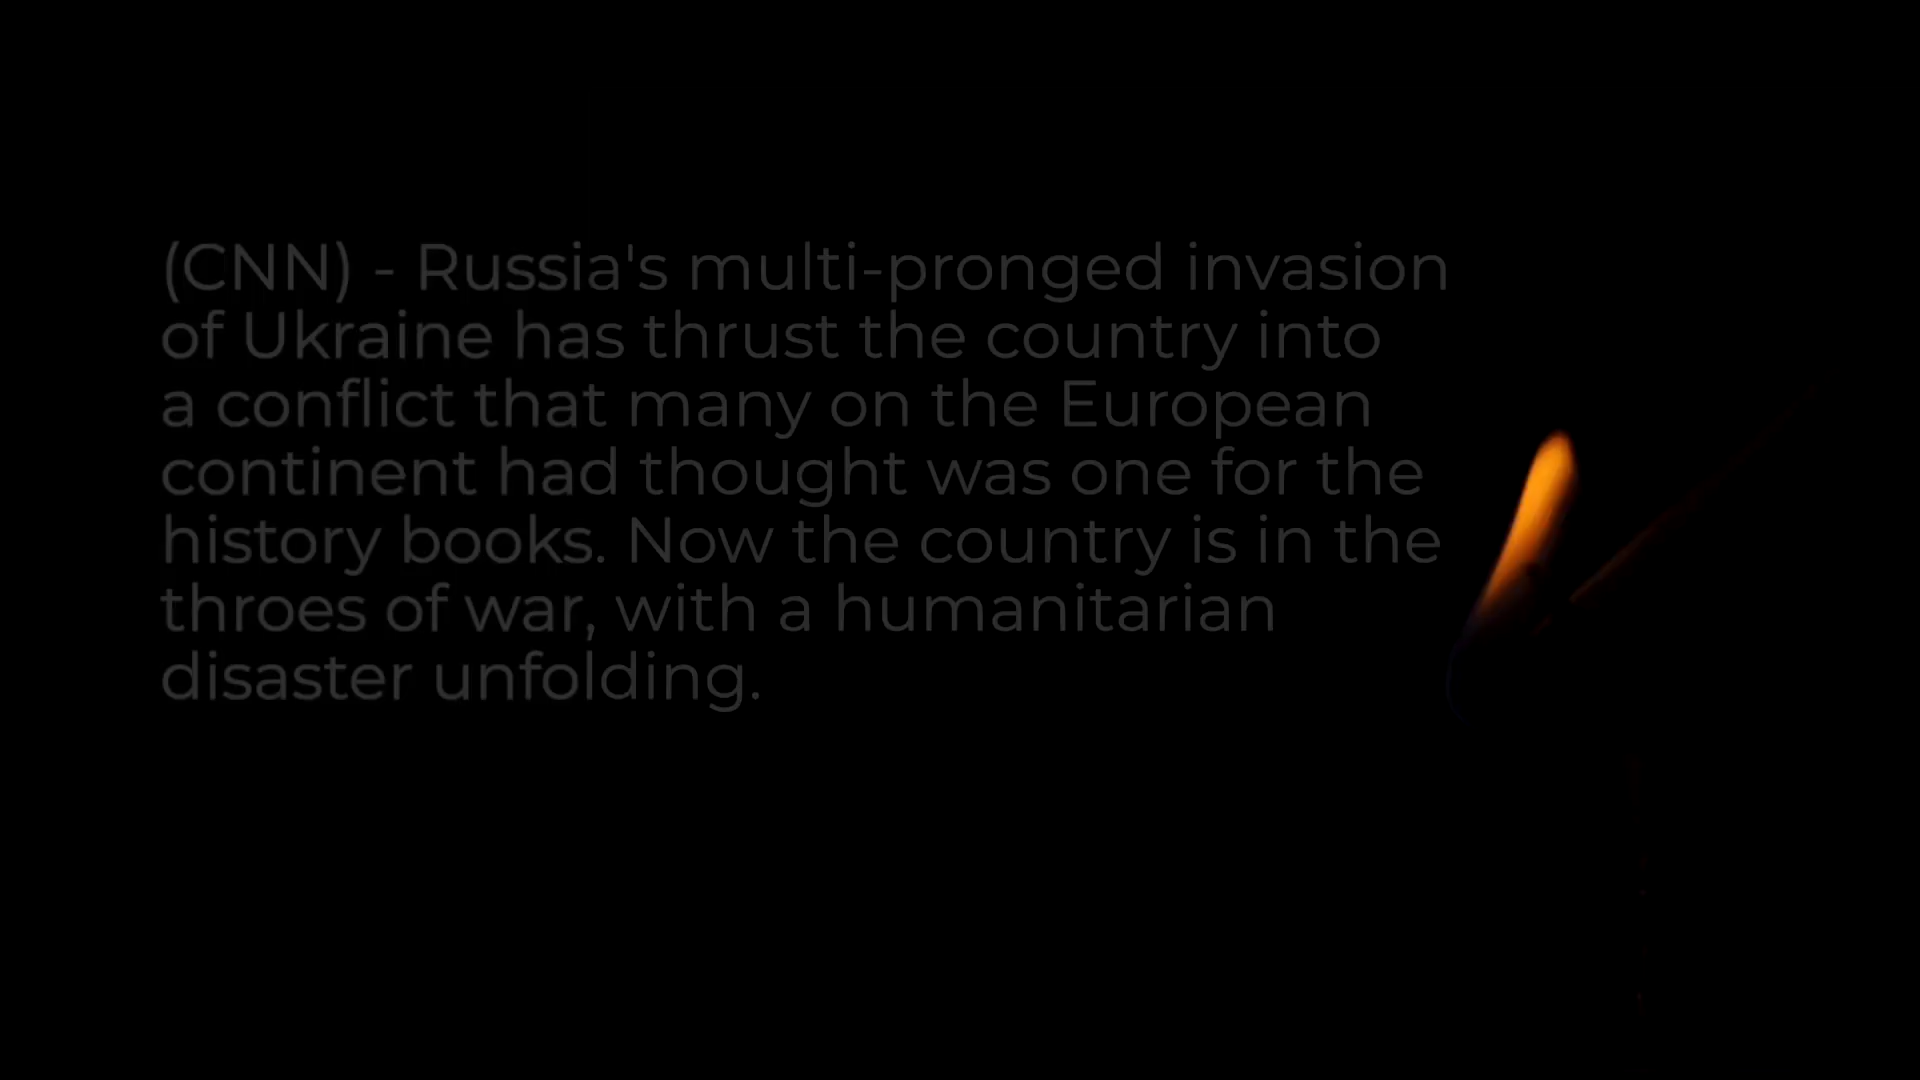 (CNN) - Russia's multi-pronged invasion
of Ukraine has thrust the country into
a conflict that many on the European
continent had thought was one for the
history books. Now the country is in the
throes of war, with a humanitarian
disaster unfolding.